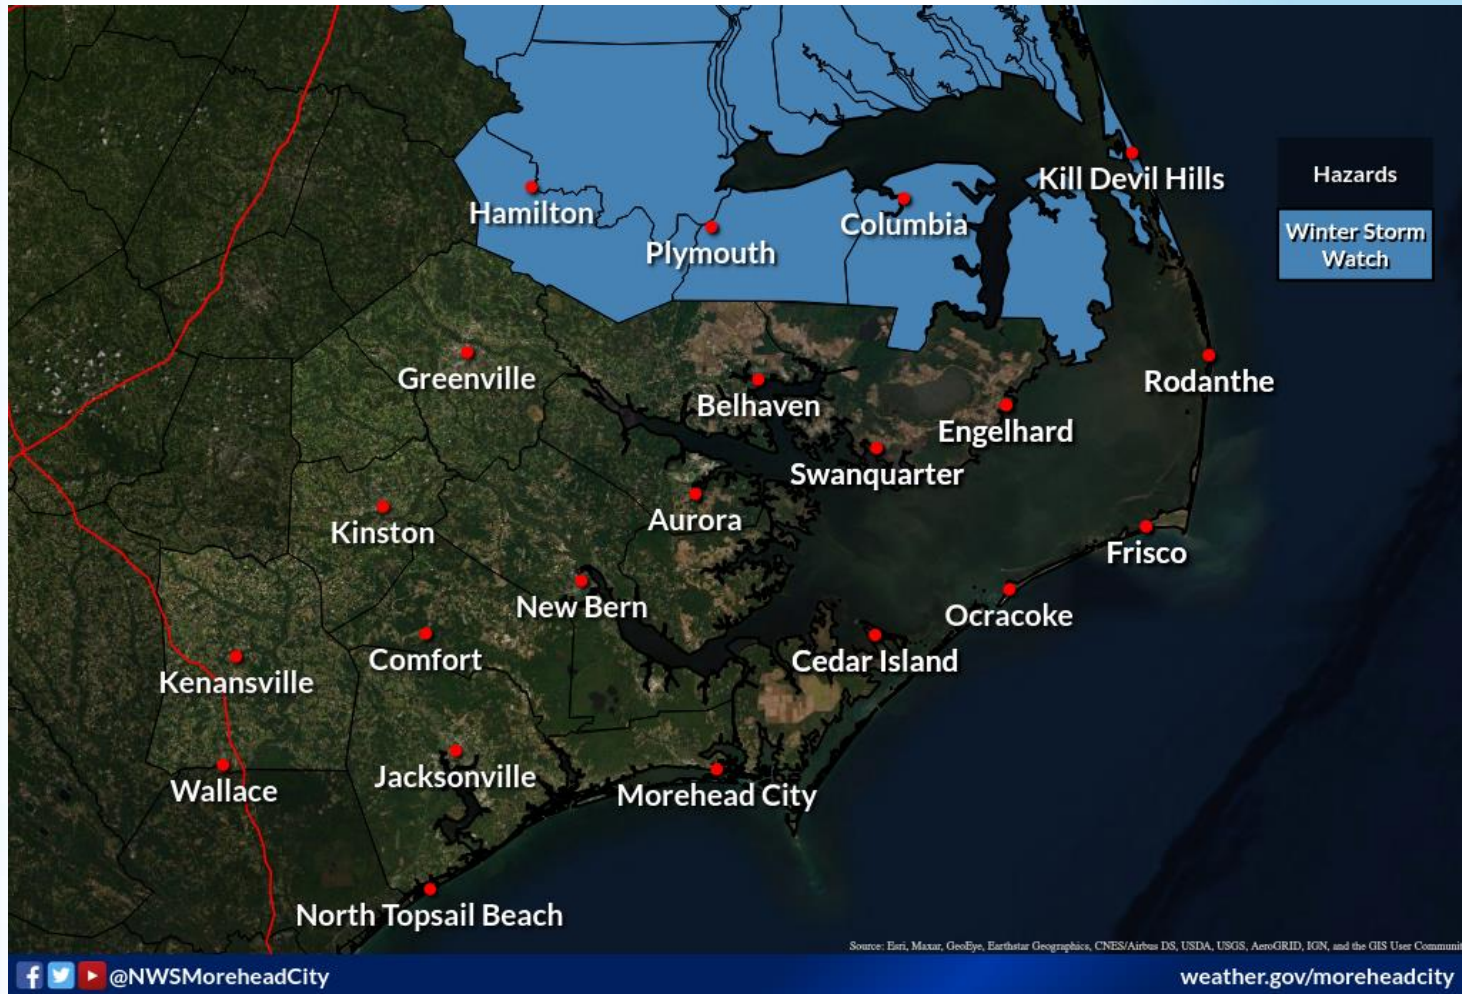 Kill Devil Hills
Hazards
Hamilton
Columbia
Winter Storm
Watch
Plymouth
Greenville
Rodanthe
Belhaven
Engelhard
Swanquarter
Aurora
Kinston
Frisco
New Bern
Ocracoke
Comfort
Cedar Island
Kenansville
Jacksonville
Wallace
Morehead City
North Topsail Beach
Source: Esri, Maxar, GeoEye, Earthstar Geographics, CNES/Airbus DS, USDA, USGS, AeroGRID, IGN, and the GIS User Communi
@NWSMoreheadCity
weather.gov/moreheadcity